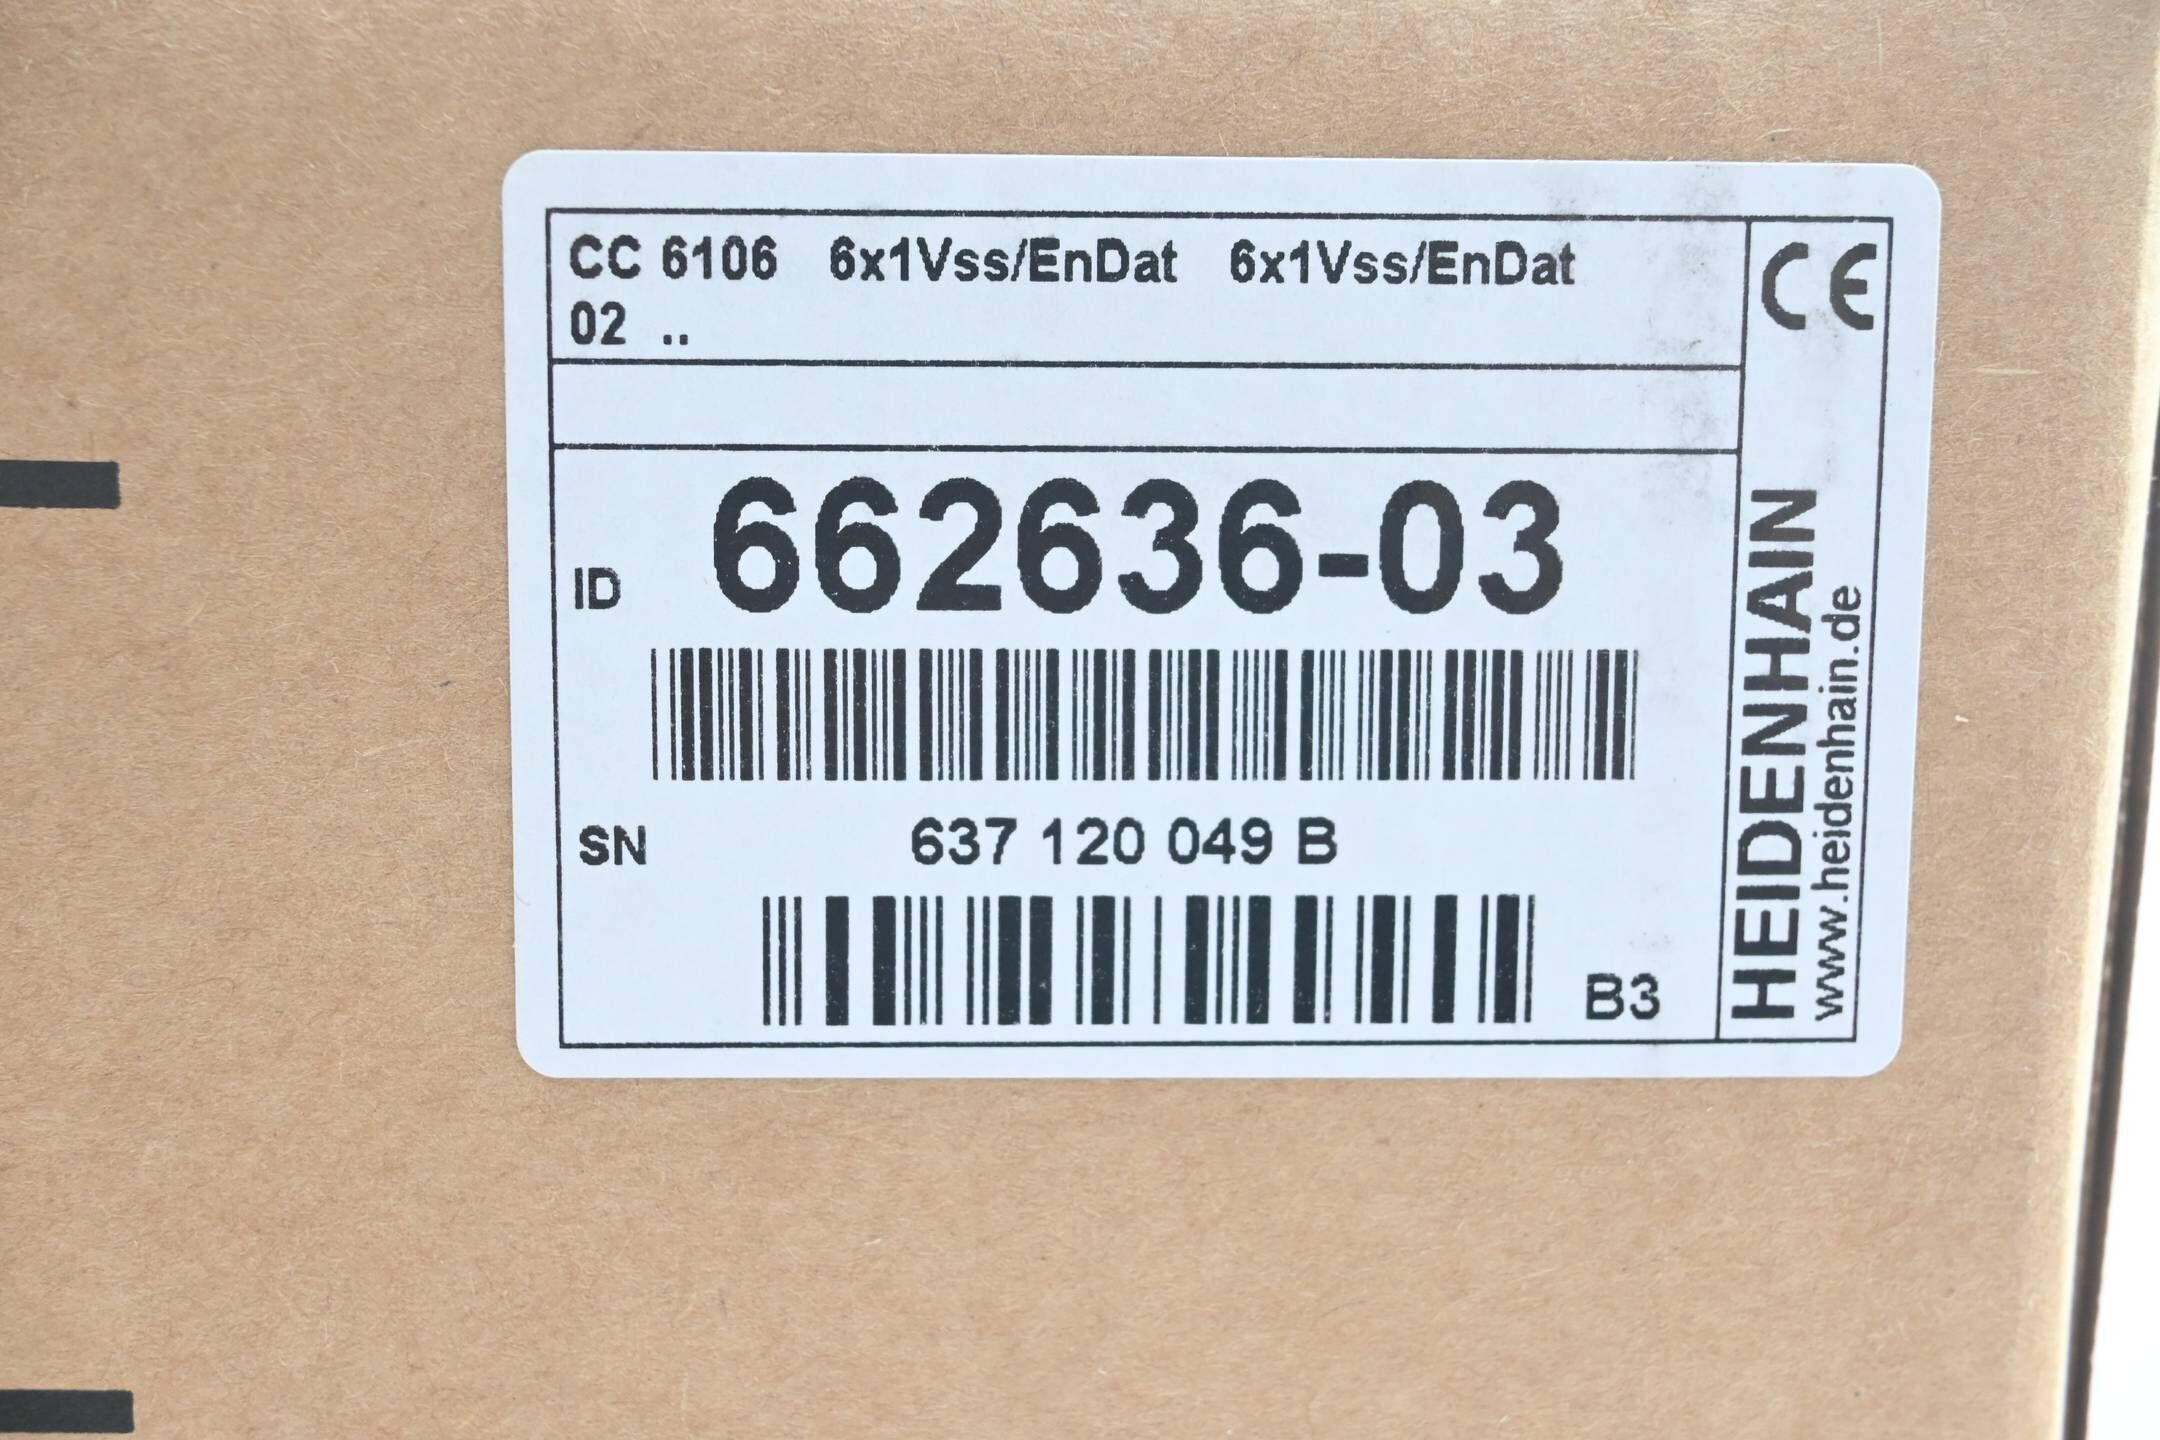 CC 6106 6x1Vss/EnDat 6x1Vss/EnDat
02 ..
ID 662636-03
SN 637 120 049 B
B3
CE
HEIDENHAIN
www.heidenhain.de